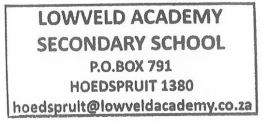 LOWVELD ACADEMY
SECONDARY SCHOOL
P.O.BOX 791
HOEDSPRUIT 1380
hoedspruit@lowveldacademy.co.za